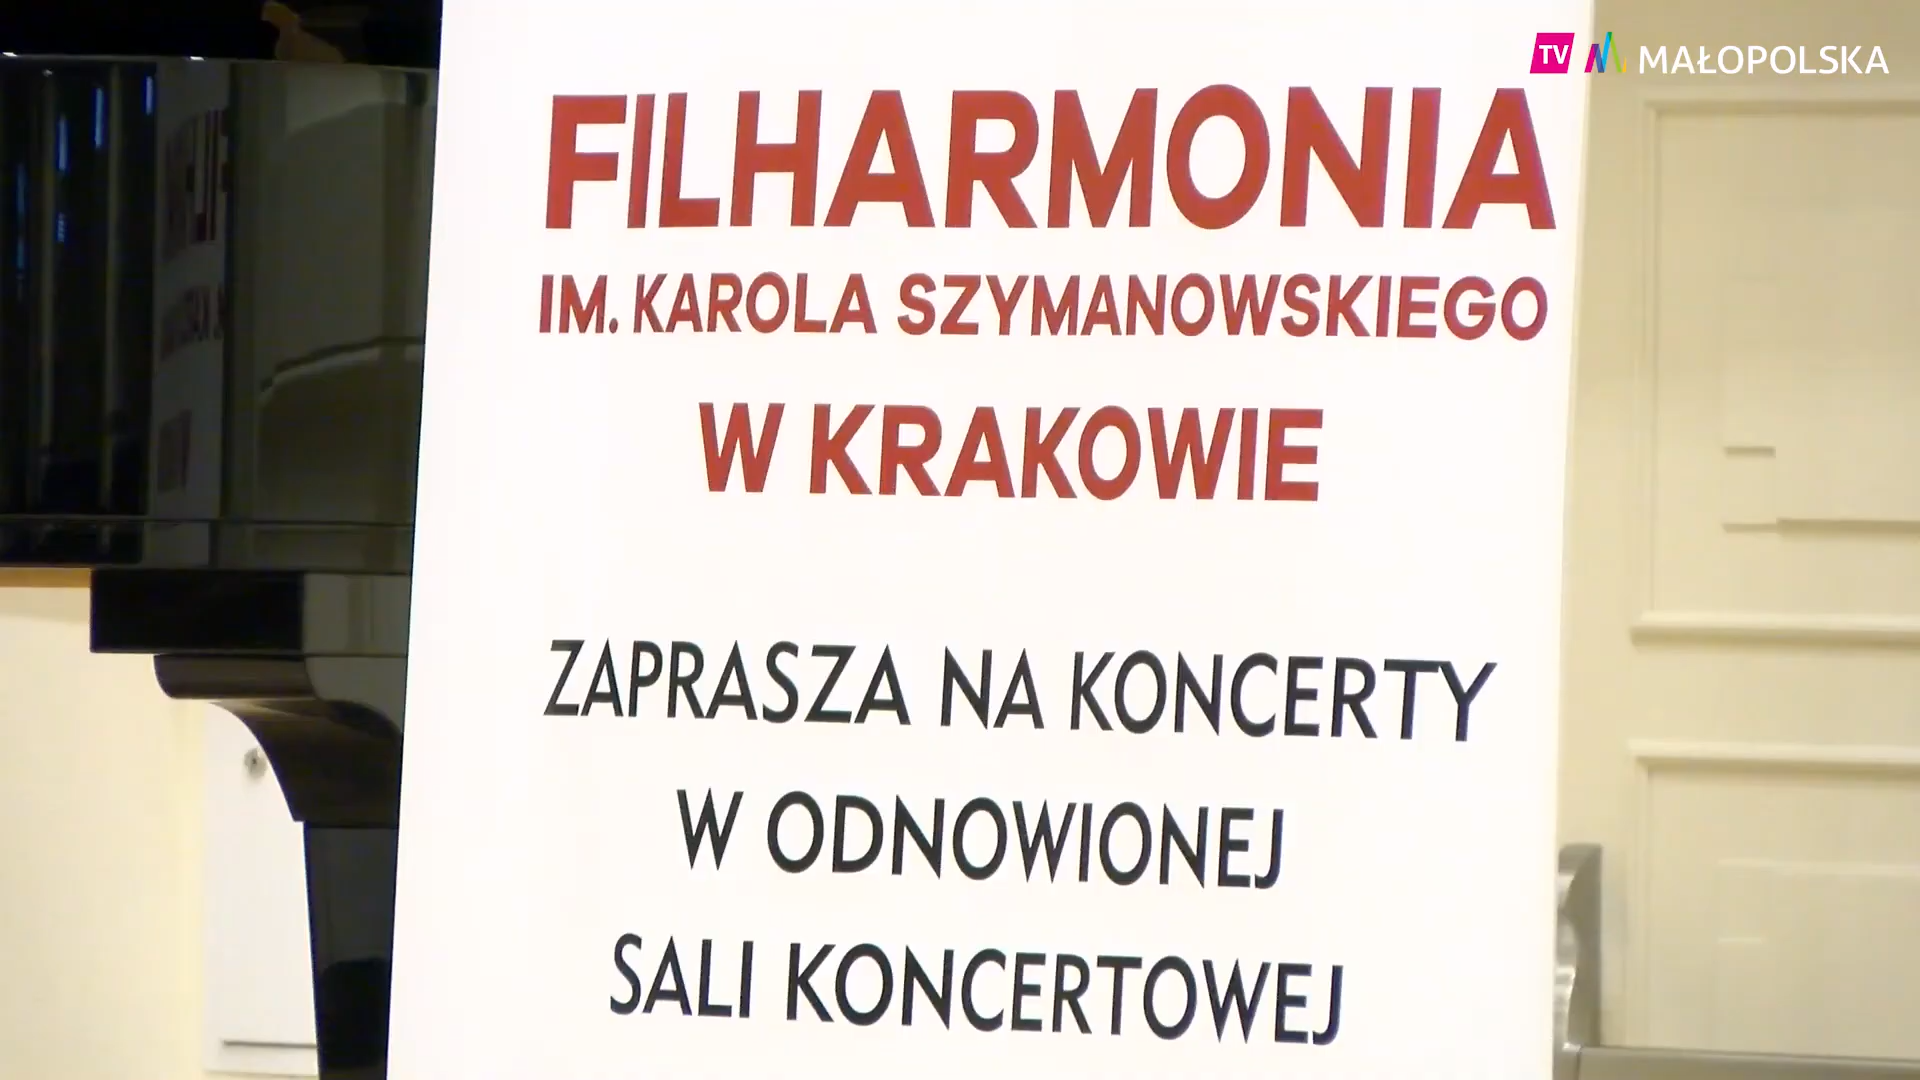 TV MAŁOPOLSKA
FILHARMONIA
IM. KAROLA SZYMANOWSKIEGO
W KRAKOWIE
ZAPRASZA NA KONCERTY
W ODNOWIONEJ
SALI KONCERTOWEJ